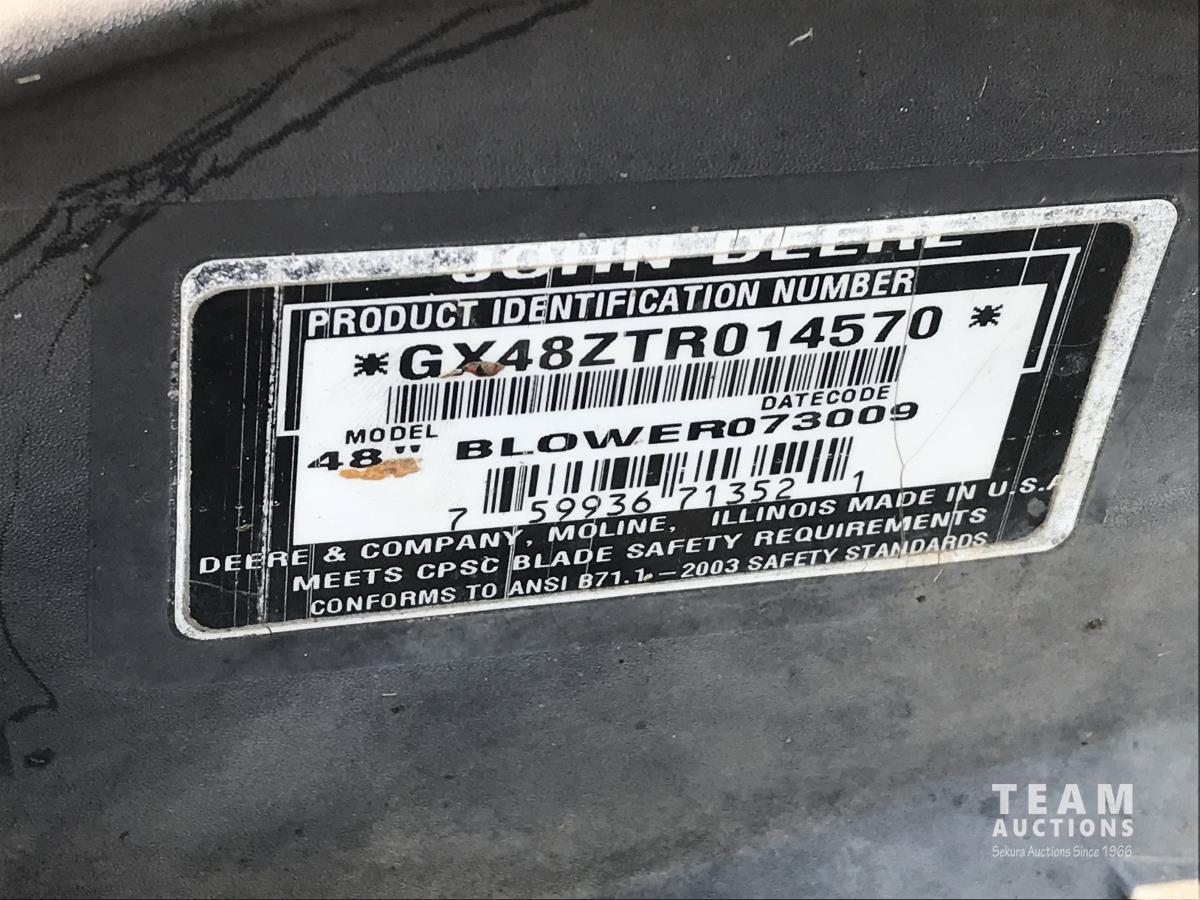 JOHN DEERE
PRODUCT IDENTIFICATION NUMBER
*GX48ZTR014570 *
MODEL DATECODE
48" BLOWER073009
7 59936 71352 1
DEERE & COMPANY, MOLINE, ILLINOIS MADE IN U.S.A
MEETS CPSC BLADE SAFETY REQUIREMENTS
CONFORMS TO ANSI B71.1-2003 SAFETY STANDARDS
TEAM
AUCTIONS
Sekura Auctions Since 1966